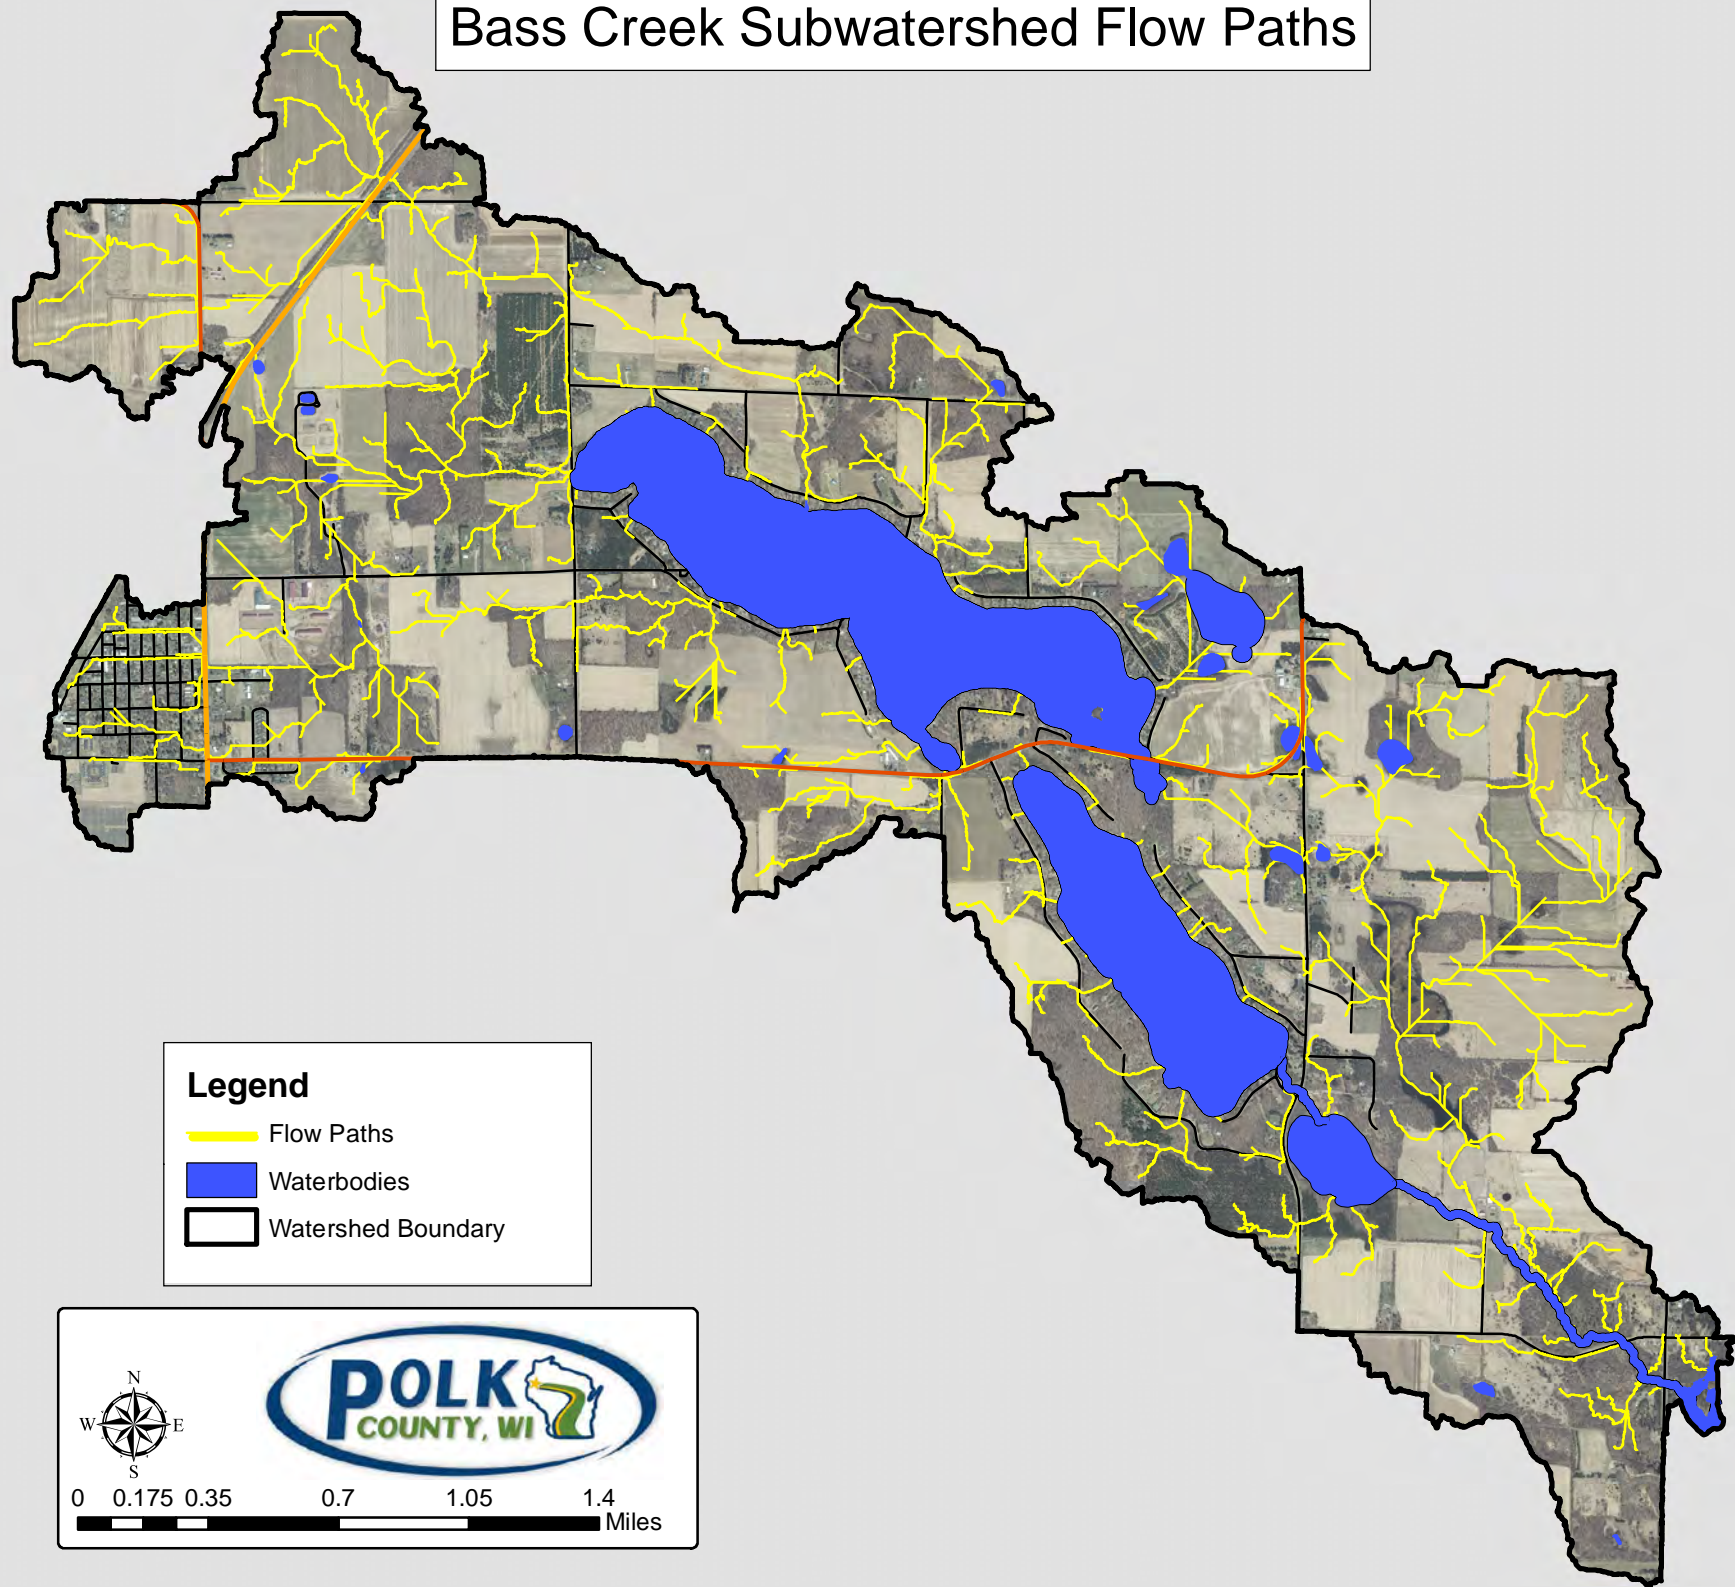 Bass Creek Subwatershed Flow Paths
Legend
Flow Paths
Waterbodies
Watershed Boundary
N
W E
S
POLK
COUNTY, WI
0 0.175 0.35 0.7 1.05 1.4
Miles